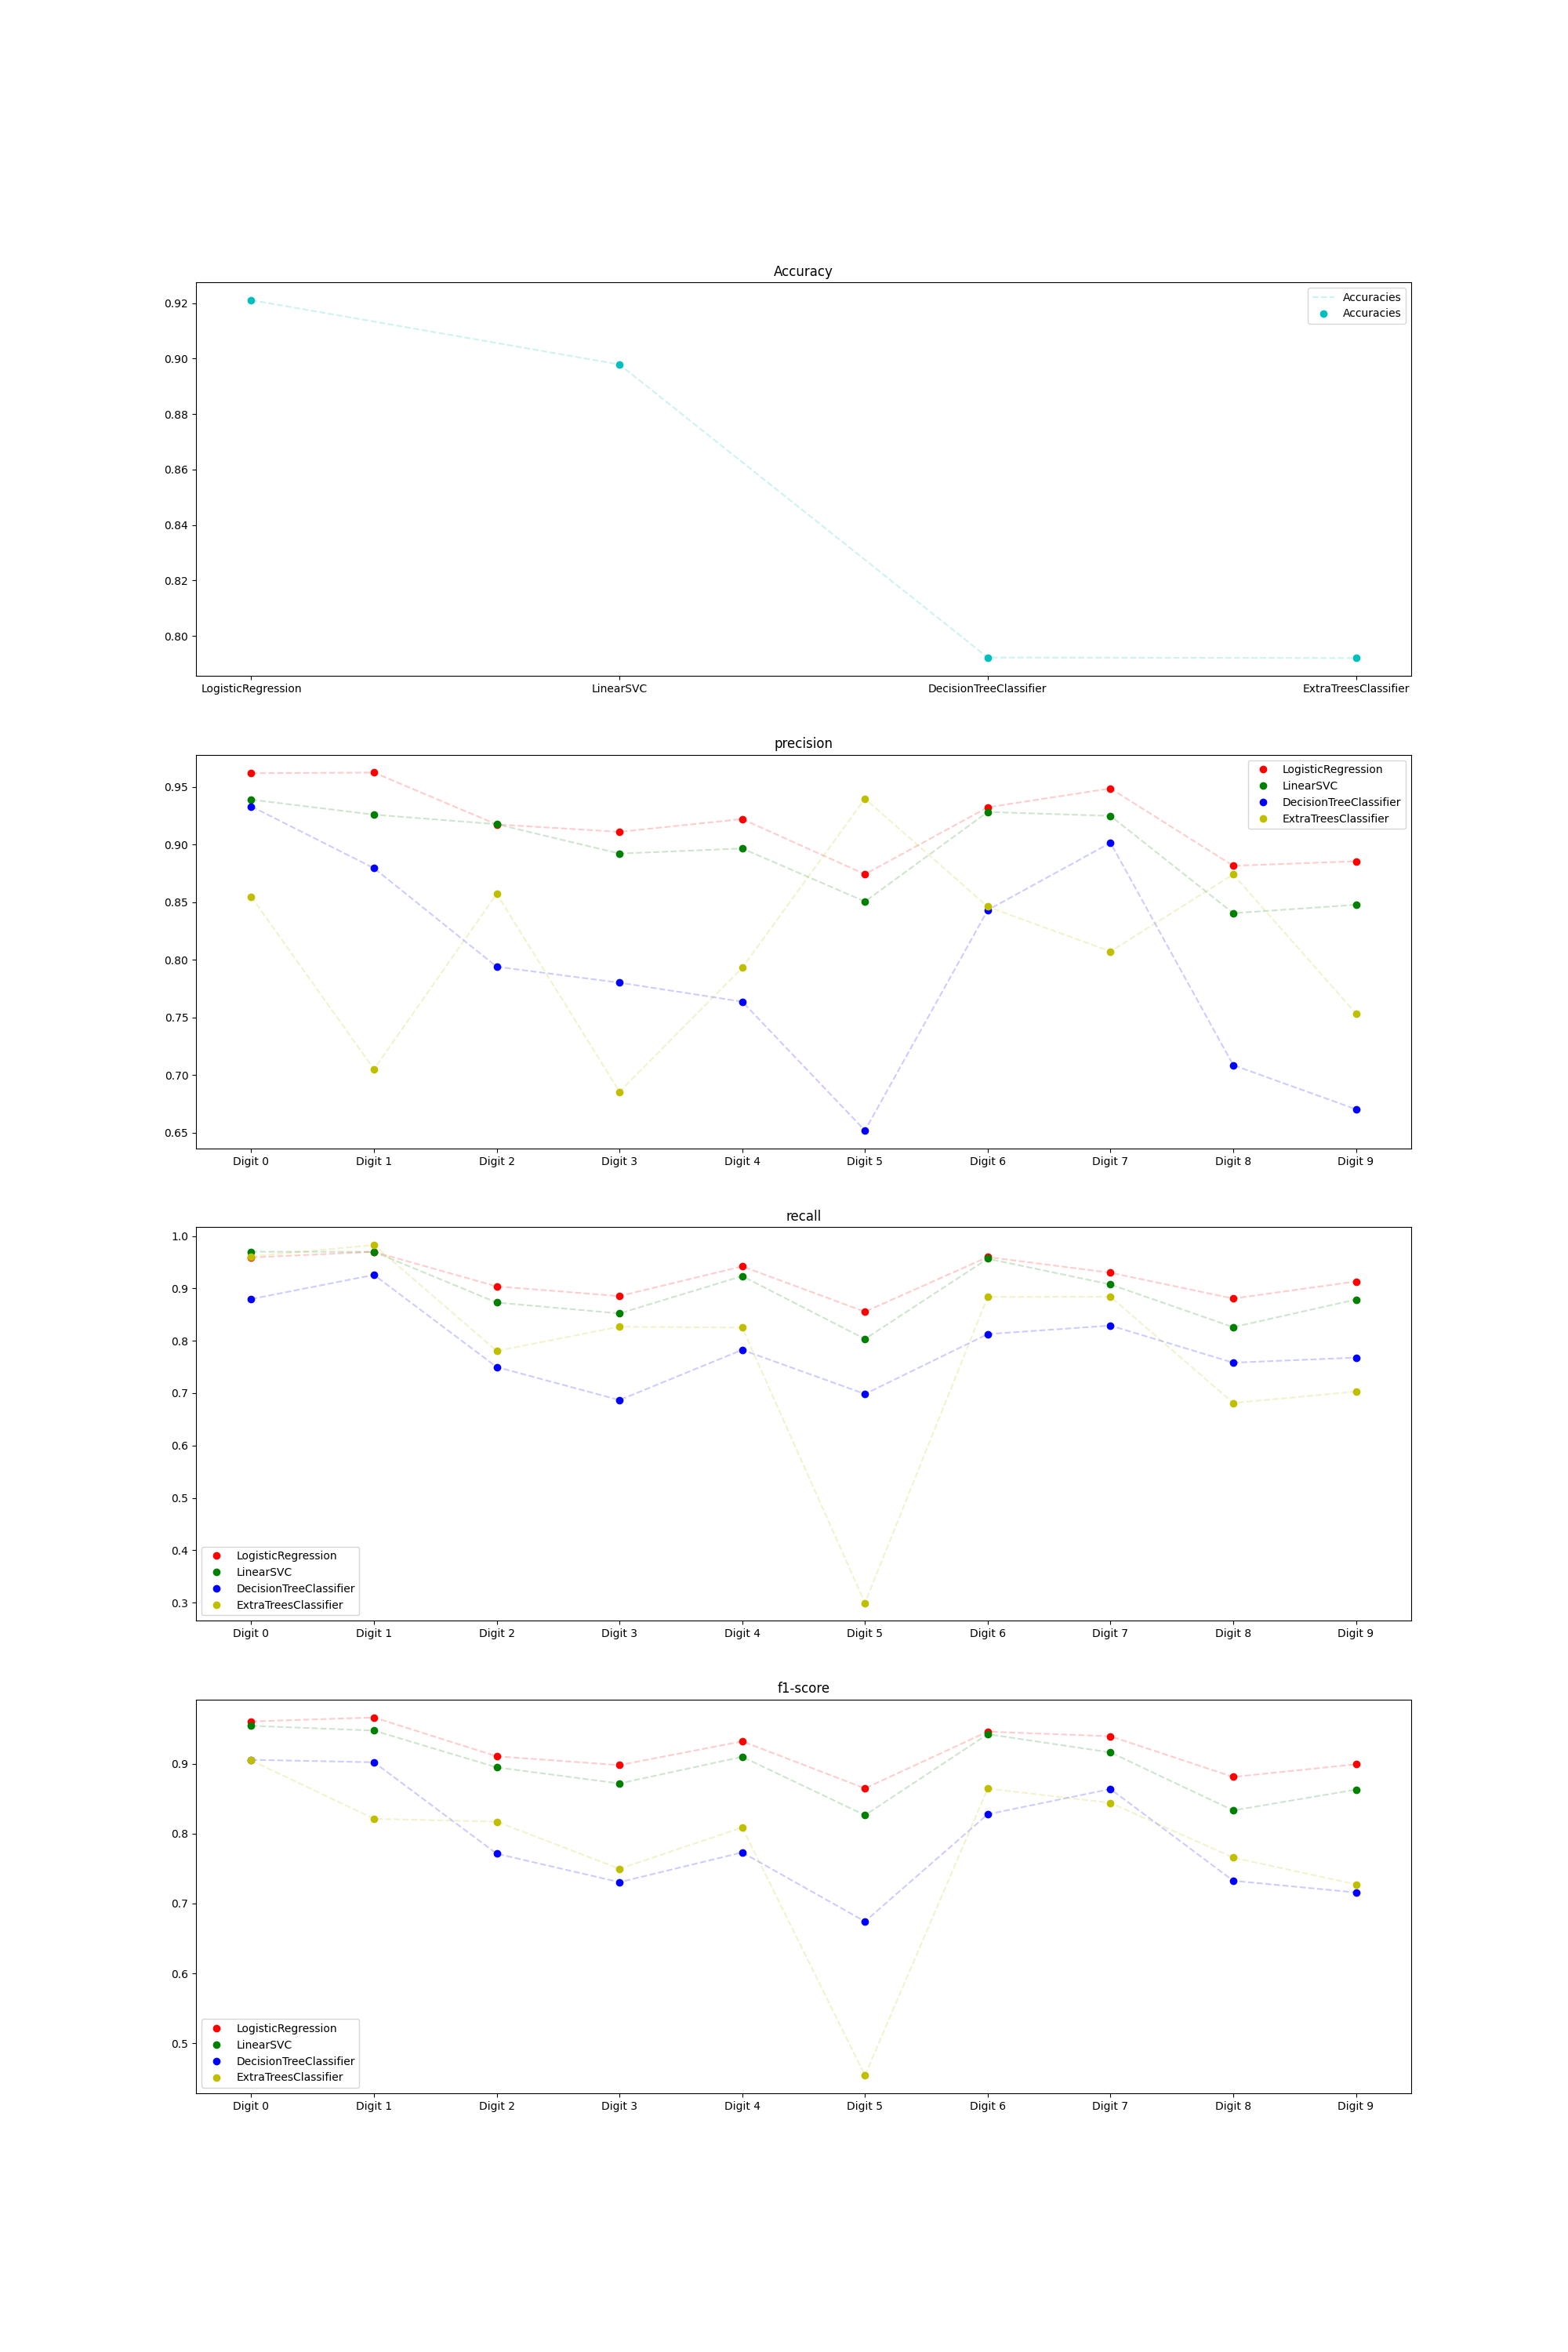 Accuracy
0.92
0.90
0.88
0.86
0.84
0.82
0.80
Accuracies
Accuracies
LogisticRegression LinearSVC DecisionTreeClassifier ExtraTreesClassifier
precision
0.95
0.90
0.85
0.80
0.75
0.70
0.65
LogisticRegression
LinearSVC
DecisionTreeClassifier
ExtraTreesClassifier
Digit 0 Digit 1 Digit 2 Digit 3 Digit 4 Digit 5 Digit 6 Digit 7 Digit 8 Digit 9
recall
1.0
0.9
0.8
0.7
0.6
0.5
0.4
0.3
LogisticRegression
LinearSVC
DecisionTreeClassifier
ExtraTreesClassifier
Digit 0 Digit 1 Digit 2 Digit 3 Digit 4 Digit 5 Digit 6 Digit 7 Digit 8 Digit 9
f1-score
0.9
0.8
0.7
0.6
0.5
LogisticRegression
LinearSVC
DecisionTreeClassifier
ExtraTreesClassifier
Digit 0 Digit 1 Digit 2 Digit 3 Digit 4 Digit 5 Digit 6 Digit 7 Digit 8 Digit 9